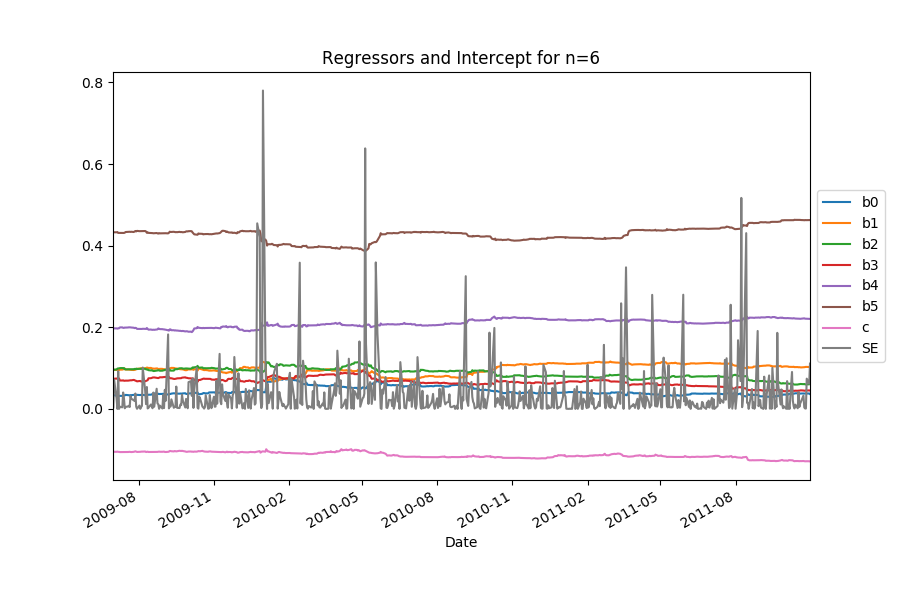 Regressors and Intercept for n=6
0.8
0.6
0.4
0.2
0.0
2009-08
2009-11
2010-02
2010-05
2010-08
2010-11
2011-02
2011-05
2011-08
Date
b0
b1
b2
b3
b4
b5
c
SE